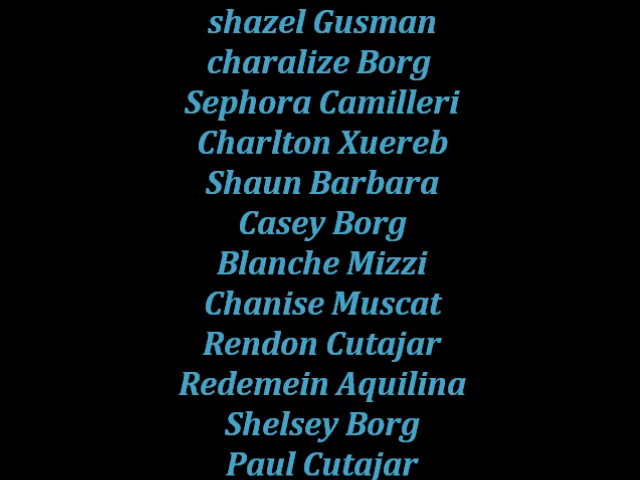 shazel Gusman
charalize Borg
Sephora Camilleri
Charlton Xuereb
Shaun Barbara
Casey Borg
Blanche Mizzi
Chanise Muscat
Rendon Cutajar
Redemein Aquilina
Shelsey Borg
Paul Cutajar